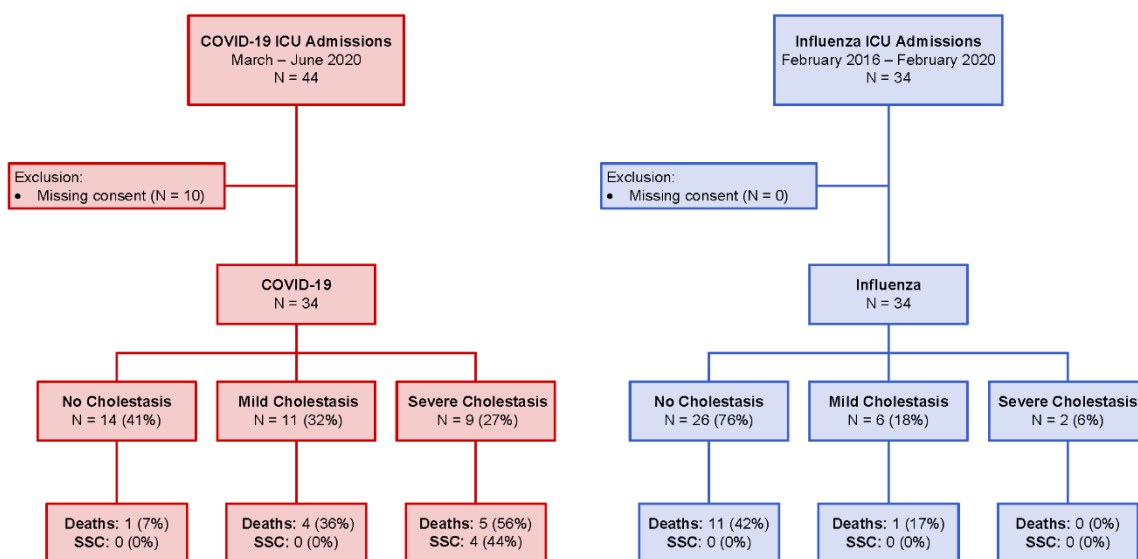 COVID-19 ICU Admissions
March – June 2020
N = 44
Exclusion:
• Missing consent (N = 10)
COVID-19
N = 34
No Cholestasis
N = 14 (41%)
Mild Cholestasis
N = 11 (32%)
Severe Cholestasis
N = 9 (27%)
Deaths: 1 (7%)
SSC: 0 (0%)
Deaths: 4 (36%)
SSC: 0 (0%)
Deaths: 5 (56%)
SSC: 4 (44%)
Influenza ICU Admissions
February 2016 – February 2020
N = 34
Exclusion:
• Missing consent (N = 0)
Influenza
N = 34
No Cholestasis
N = 26 (76%)
Mild Cholestasis
N = 6 (18%)
Severe Cholestasis
N = 2 (6%)
Deaths: 11 (42%)
SSC: 0 (0%)
Deaths: 1 (17%)
SSC: 0 (0%)
Deaths: 0 (0%)
SSC: 0 (0%)